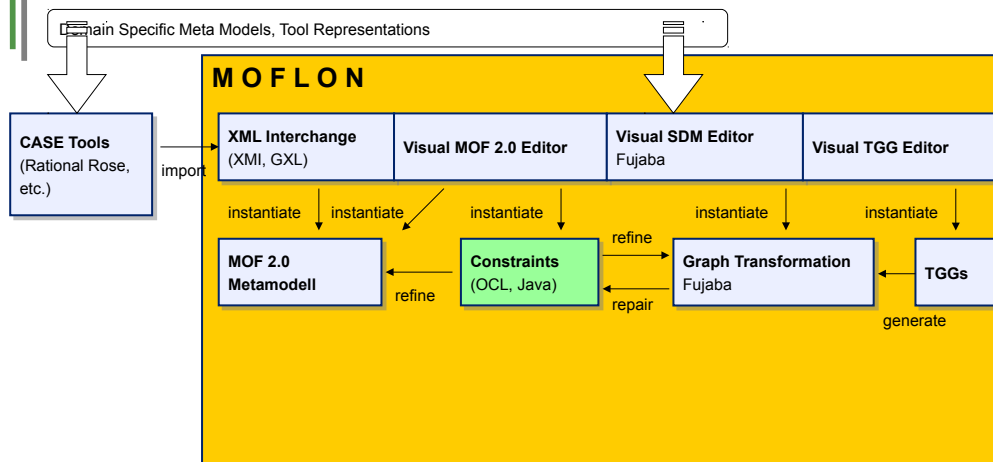 Domain Specific Meta Models, Tool Representations
MOFLON
CASE Tools
(Rational Rose,
etc.)
import
XML Interchange
(XMI, GXL)
Visual MOF 2.0 Editor
Visual SDM Editor
Fujaba
Visual TGG Editor
instantiate
instantiate
instantiate
instantiate
instantiate
MOF 2.0
Metamodell
refine
Constraints
(OCL, Java)
refine
repair
Graph Transformation
Fujaba
TGGs
generate